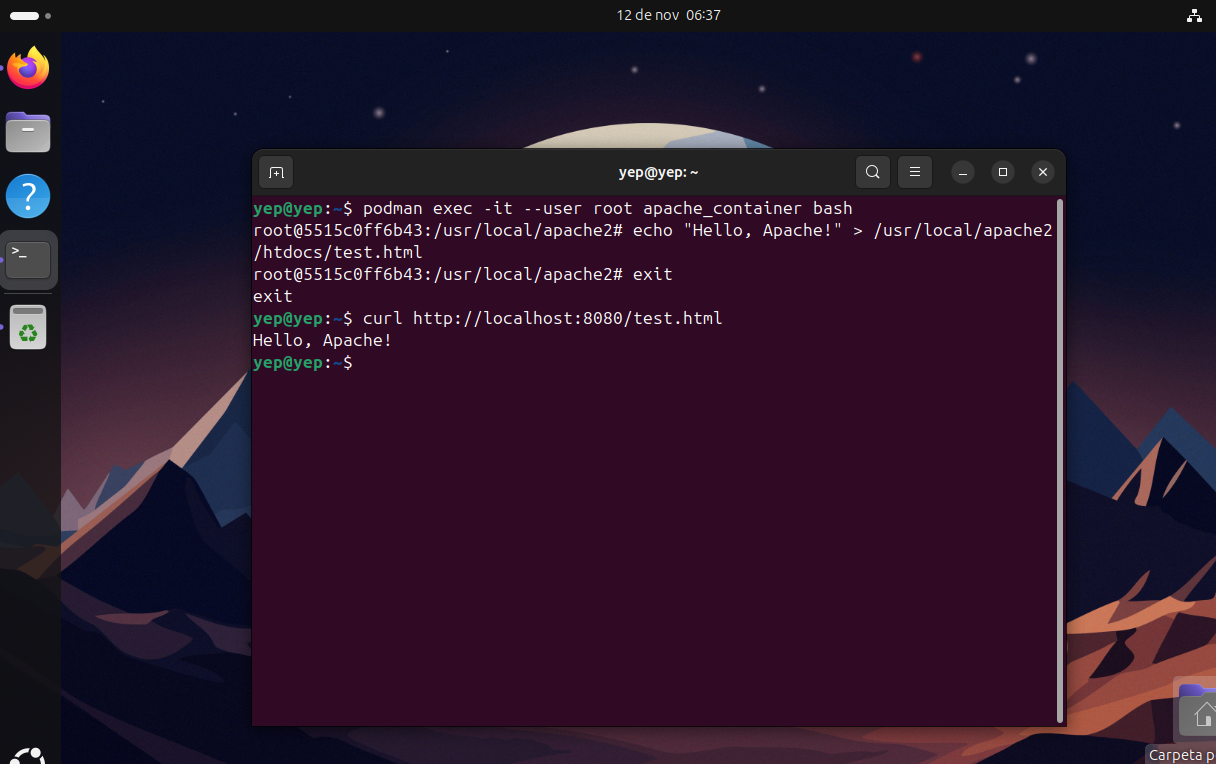 12 de nov 06:37
yep@yep: ~
yep@yep:~$ podman exec -it --user root apache_container bash
root@5515c0ff6b43:/usr/local/apache2# echo "Hello, Apache!" > /usr/local/apache2
/htdocs/test.html
root@5515c0ff6b43:/usr/local/apache2# exit
exit
yep@yep:~$ curl http://localhost:8080/test.html
Hello, Apache!
yep@yep:~$
Carpeta p